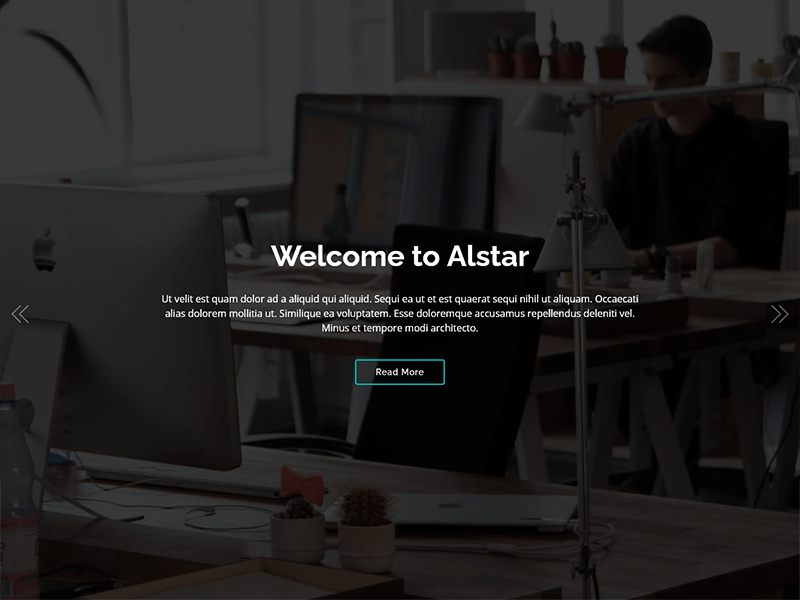 Welcome to Alstar
Ut velit est quam dolor ad a aliquid qui aliquid. Sequi ea ut et est quaerat sequi nihil ut aliquam. Occaecati
alias dolorem mollitia ut. Similique ea voluptatem. Esse doloremque accusamus repellendus deleniti vel.
Minus et tempore modi architecto.
Read More